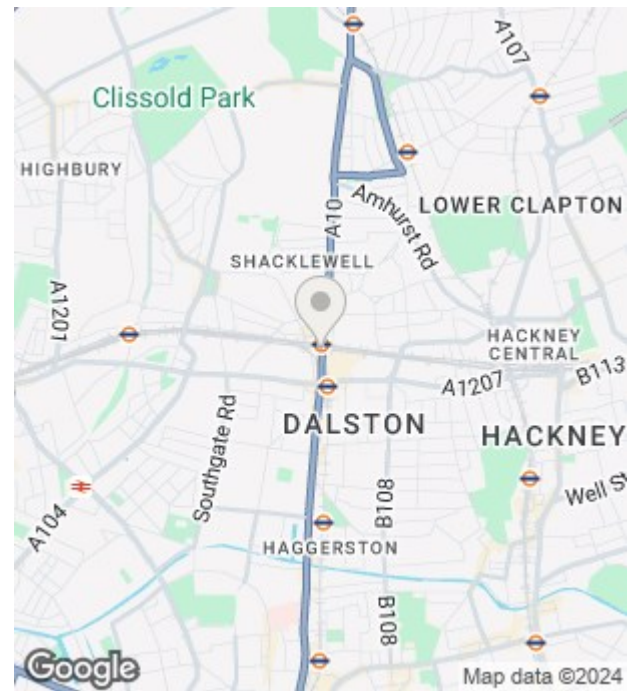 A107
Clissold Park
HIGHBURY
LOWER CLAPTON
Amhurst Rd
A10
SHACKLEWELL
A1201
HACKNEY
CENTRAL
B113
A1207
DALSTON
HACKNEY
Southgate Rd
B108
Well St
A104
HAGGERSTON
B108
Google
Map data ©2024